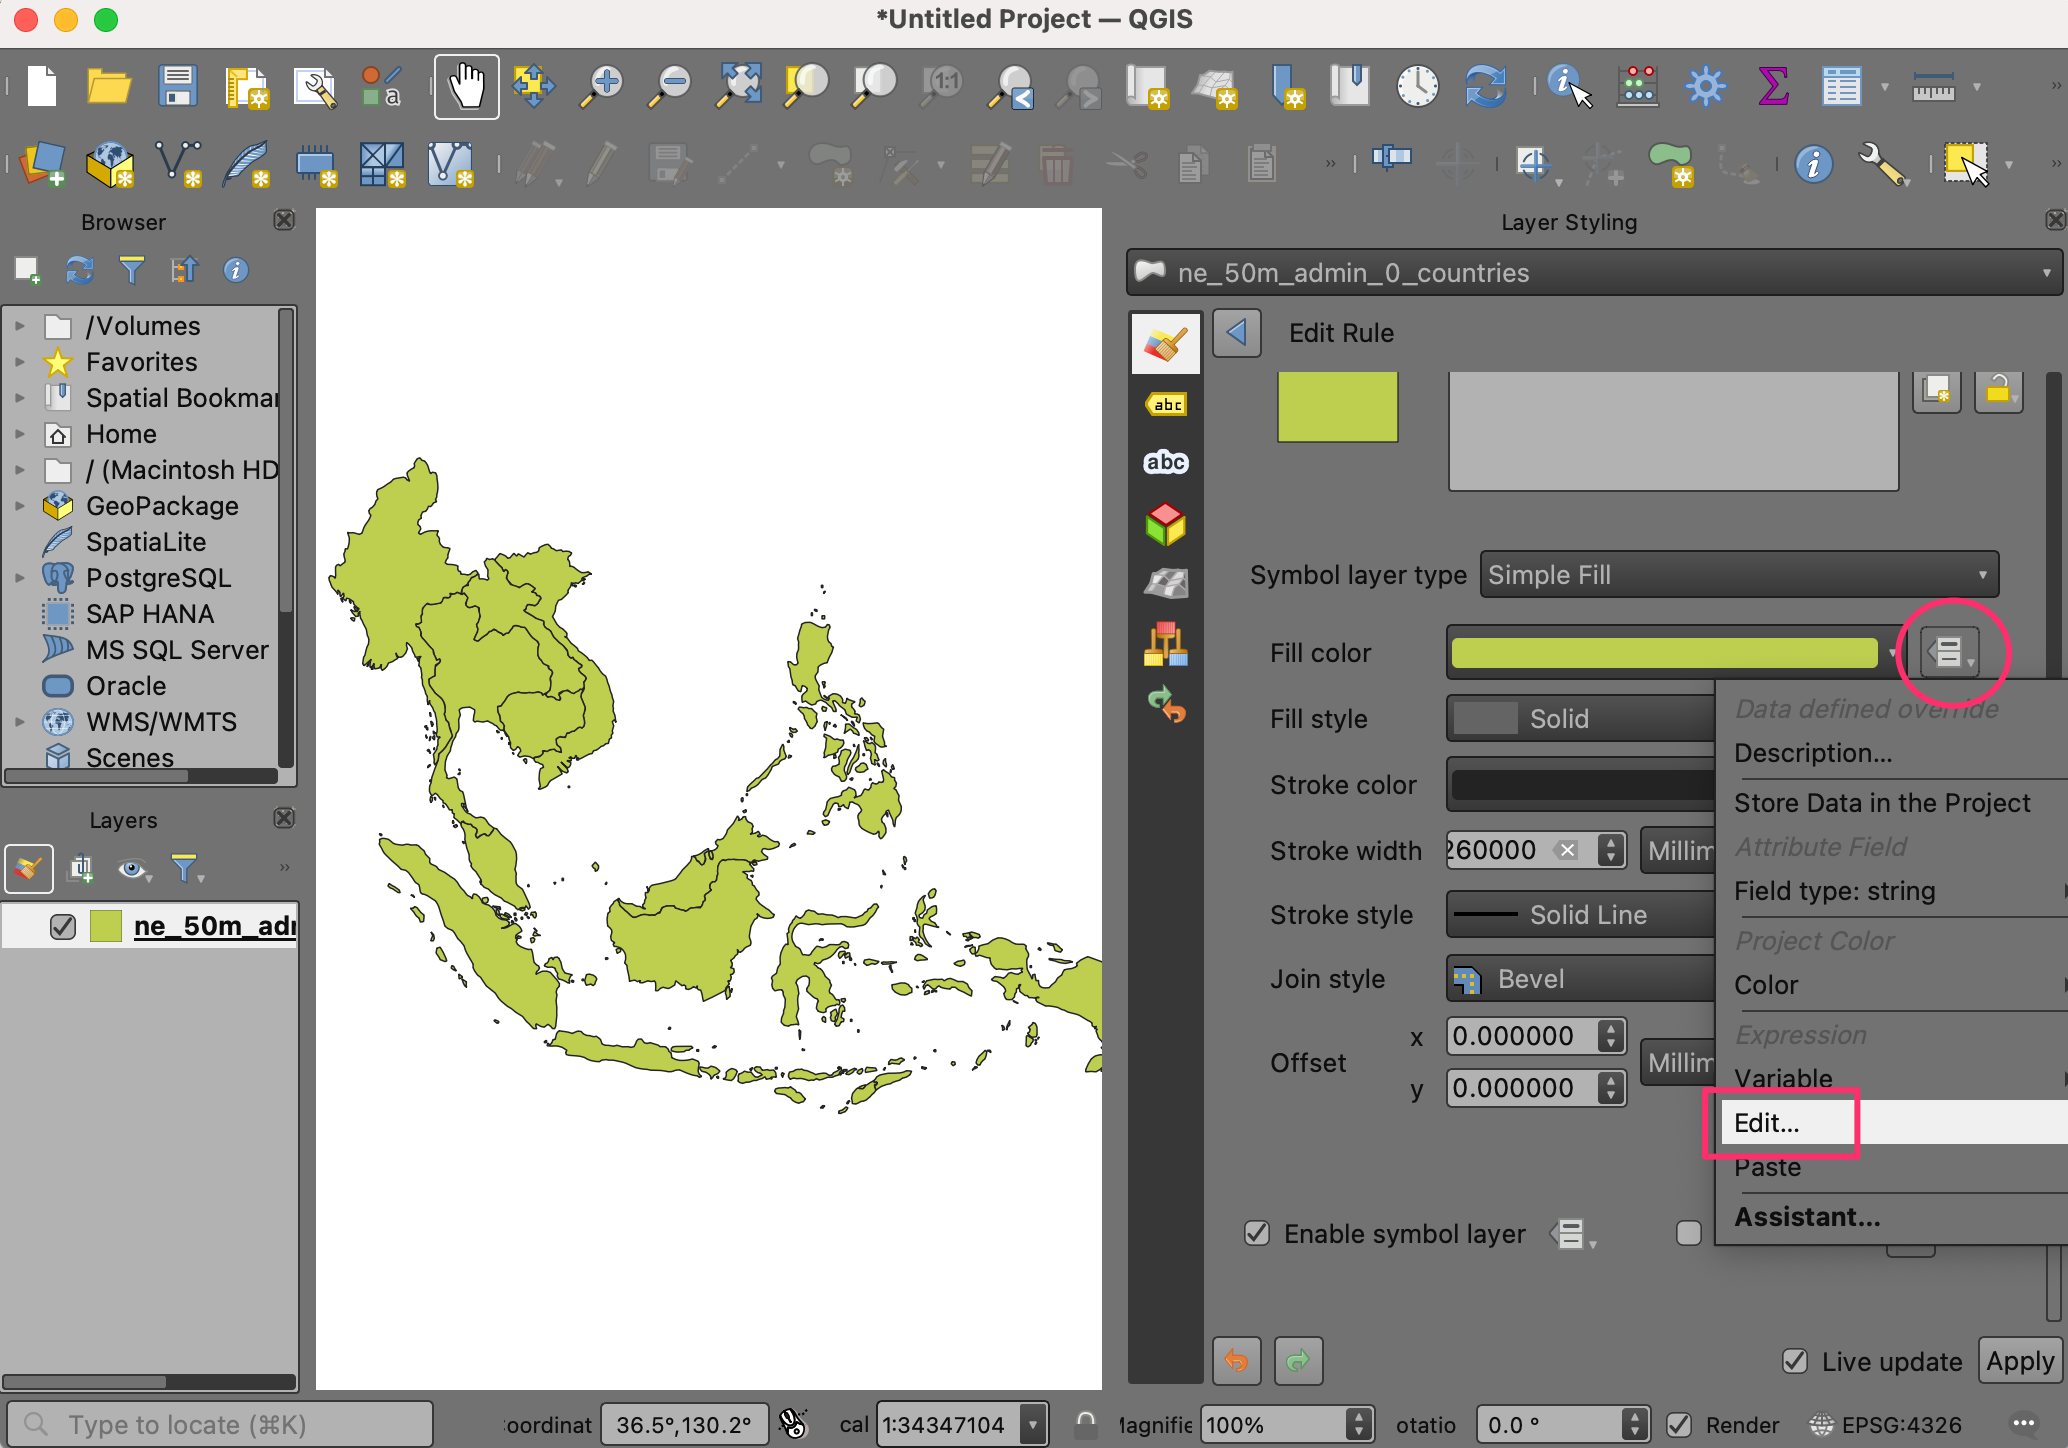 *Untitled Project — QGIS
a
1:1
Browser
Layer Styling
ne_50m_admin_0_countries
/Volumes
Favorites
Spatial Bookmar
Home
/ (Macintosh HD
GeoPackage
SpatiaLite
PostgreSQL
SAP HANA
MS SQL Server
Oracle
WMS/WMTS
Scenes
Layers
ne_50m_adr
abc
abc
Edit Rule
Symbol layer type
Simple Fill
Fill color
Fill style
Solid
Stroke color
Stroke width
260000
Millim
Stroke style
Solid Line
Join style
Bevel
Offset
x
0.000000
y
0.000000
Millim
Data defined override
Description...
Store Data in the Project
Attribute Field
Field type: string
Project Color
Color
Expression
Variable
Edit...
Paste
Assistant...
Enable symbol layer
Live update
Apply
Type to locate (⌘K)
oordinat
36.5°,130.2°
cal
1:34347104
Magnifie
100%
otatio
0.0 °
Render
EPSG:4326